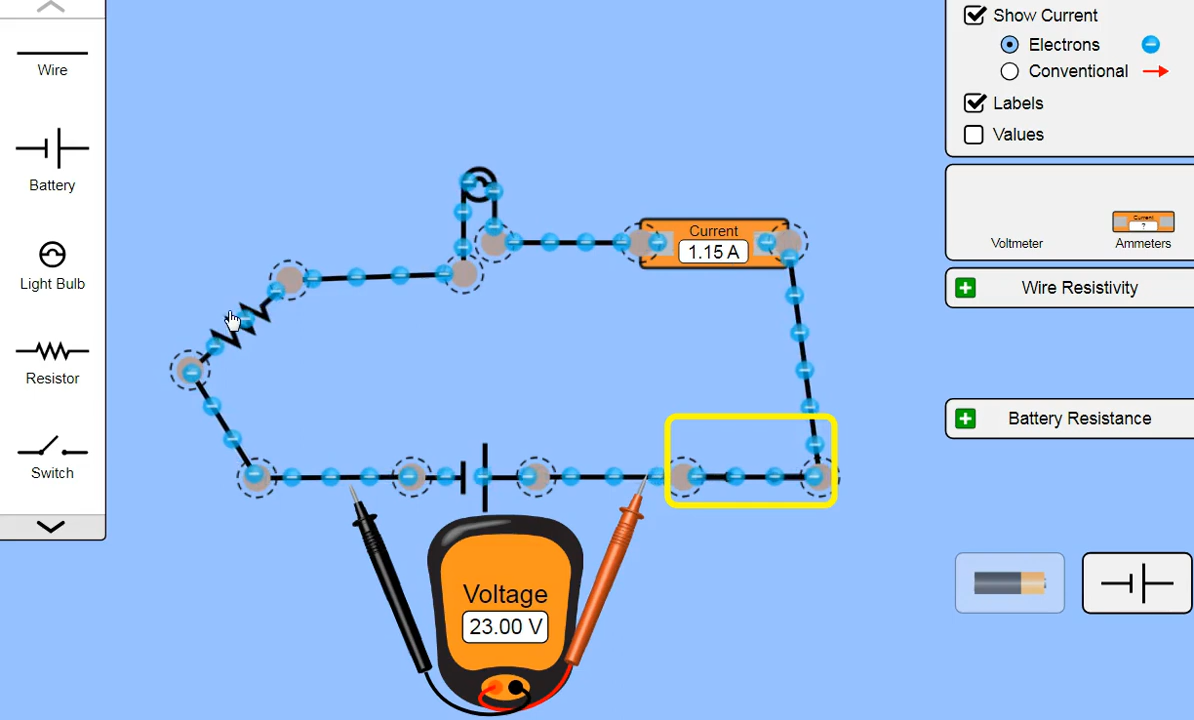 Wire
Battery
Light Bulb
Resistor
Switch
Current
1.15 A
Voltage
23.00 V
Show Current
Electrons
Conventional
Labels
Values
Voltmeter
Current
?
Ammeters
Wire Resistivity
Battery Resistance